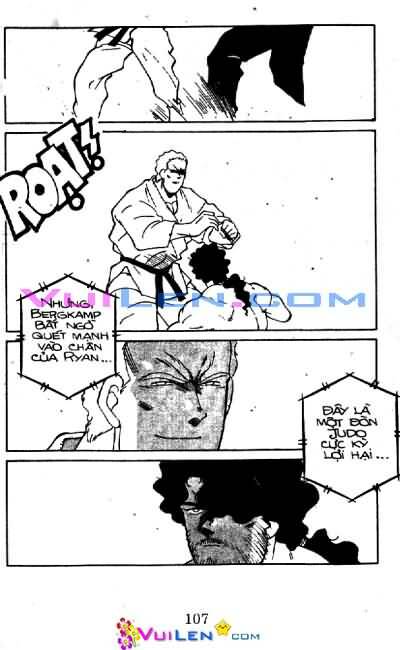 ROẠT!!
VuiLen.com
NHƯNG,
BERGKAMP
BẤT NGỜ
QUÉT MẠNH
VÀO CHÂN
CỦA RYAN...
ĐÂY LÀ
MỘT ĐÒN
JUDO
CỰC KỲ
LỢI HẠI...
107
VuiLen.com